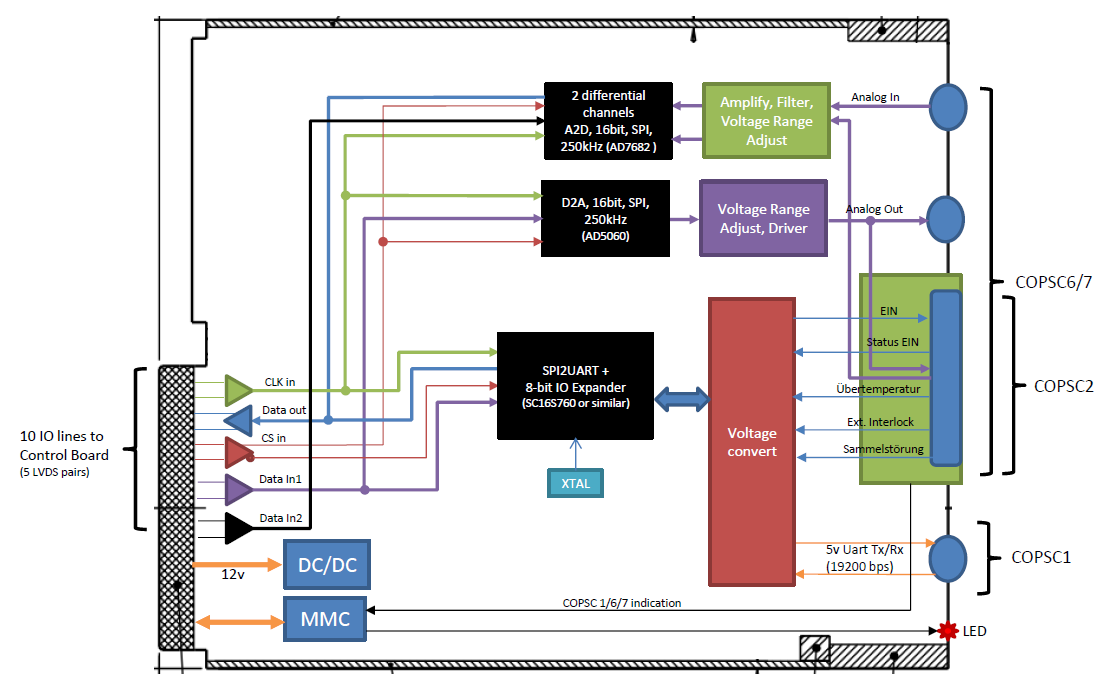 2 differential
channels
A2D, 16bit, SPI,
250kHz (AD7682 )
Amplify, Filter,
Voltage Range
Adjust
Analog In
D2A, 16bit, SPI,
250kHz
(AD5060)
Voltage Range
Adjust, Driver
Analog Out
COPSC6/7
EIN
Status EIN
COPSC2
SPI2UART +
8-bit IO Expander
(SC16S760 or similar)
CLK in
Data out
CS in
Data In1
Data In2
10 IO lines to
Control Board
(5 LVDS pairs)
Voltage
convert
Übertemperatur
Ext. Interlock
Sammelstörung
XTAL
12v
DC/DC
5v Uart Tx/Rx
(19200 bps)
COPSC1
COPSC 1/6/7 indication
MMC
LED